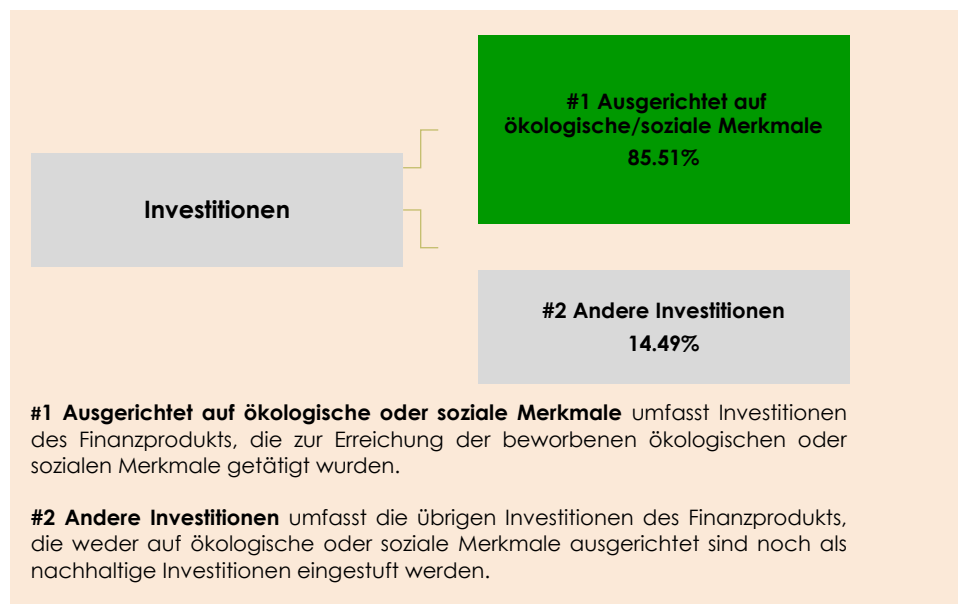 #1 Ausgerichtet auf
ökologische/soziale Merkmale
85.51%
Investitionen
#2 Andere Investitionen
14.49%
#1 Ausgerichtet auf ökologische oder soziale Merkmale umfasst Investitionen
des Finanzprodukts, die zur Erreichung der beworbenen ökologischen oder
sozialen Merkmale getätigt wurden.
#2 Andere Investitionen umfasst die übrigen Investitionen des Finanzprodukts,
die weder auf ökologische oder soziale Merkmale ausgerichtet sind noch als
nachhaltige Investitionen eingestuft werden.